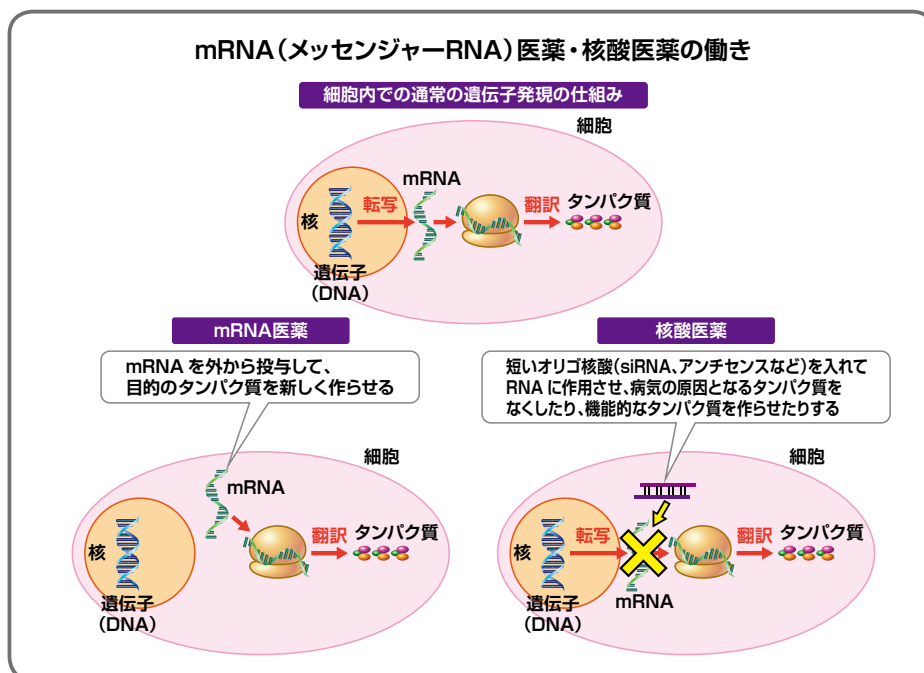 mRNA（メッセンジャーRNA）医薬・核酸医薬の働き
細胞内での通常の遺伝子発現の仕組み
細胞
mRNA
核
転写
翻訳
タンパク質
遺伝子
（DNA）
mRNA医薬
mRNA を外から投与して、
目的のタンパク質を新しく作らせる
細胞
mRNA
核
翻訳
タンパク質
遺伝子
（DNA）
核酸医薬
短いオリゴ核酸（siRNA、アンチセンスなど）を入れて
RNA に作用させ、病気の原因となるタンパク質を
なくしたり、機能的なタンパク質を作らせたりする
細胞
核
転写
翻訳
タンパク質
mRNA
遺伝子
（DNA）